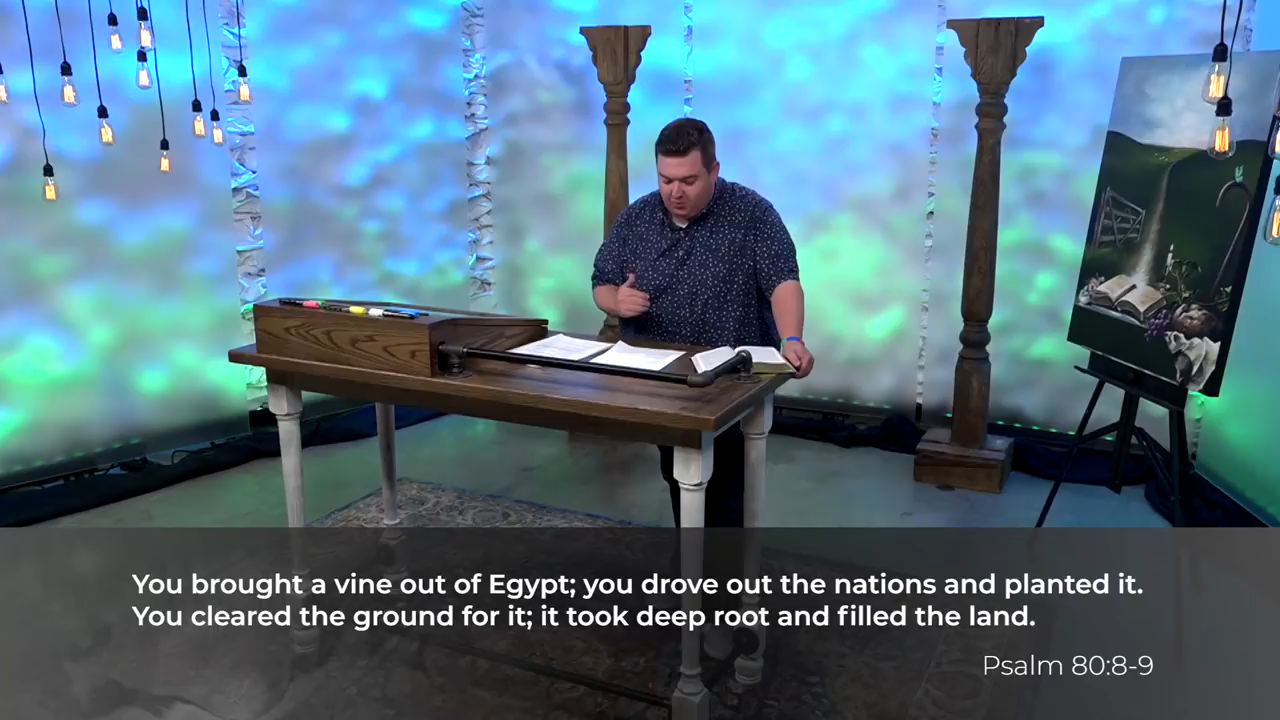 You brought a vine out of Egypt; you drove out the nations and planted it.
You cleared the ground for it; it took deep root and filled the land.
Psalm 80:8-9